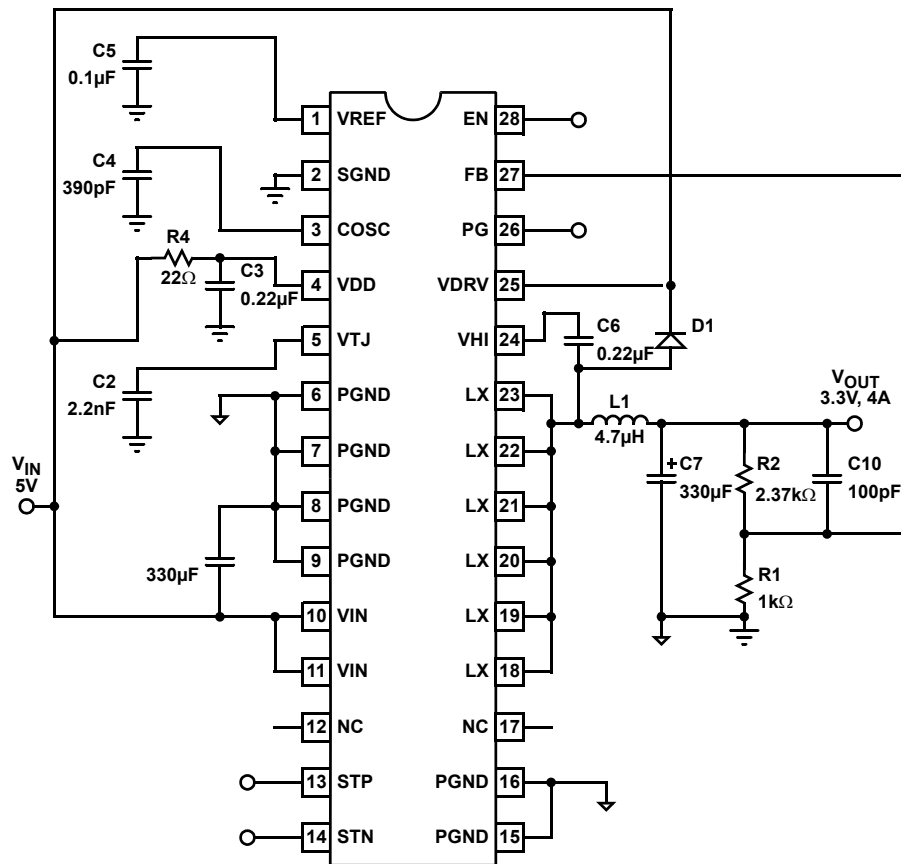 C5
0.1µF
C4
390pF
R4
22Ω
C3
0.22µF
C2
2.2nF
V_IN
5V
330µF
1 VREF
2 SGND
3 COSC
4 VDD
5 VTJ
6 PGND
7 PGND
8 PGND
9 PGND
10 VIN
11 VIN
12 NC
13 STP
14 STN
EN 28
FB 27
PG 26
VDRV 25
VHI 24
LX 23
LX 22
LX 21
LX 20
LX 19
LX 18
NC 17
PGND 16
PGND 15
C6
0.22µF
D1
L1
4.7µH
V_OUT
3.3V, 4A
+ C7
330µF
R2
2.37kΩ
C10
100pF
R1
1kΩ